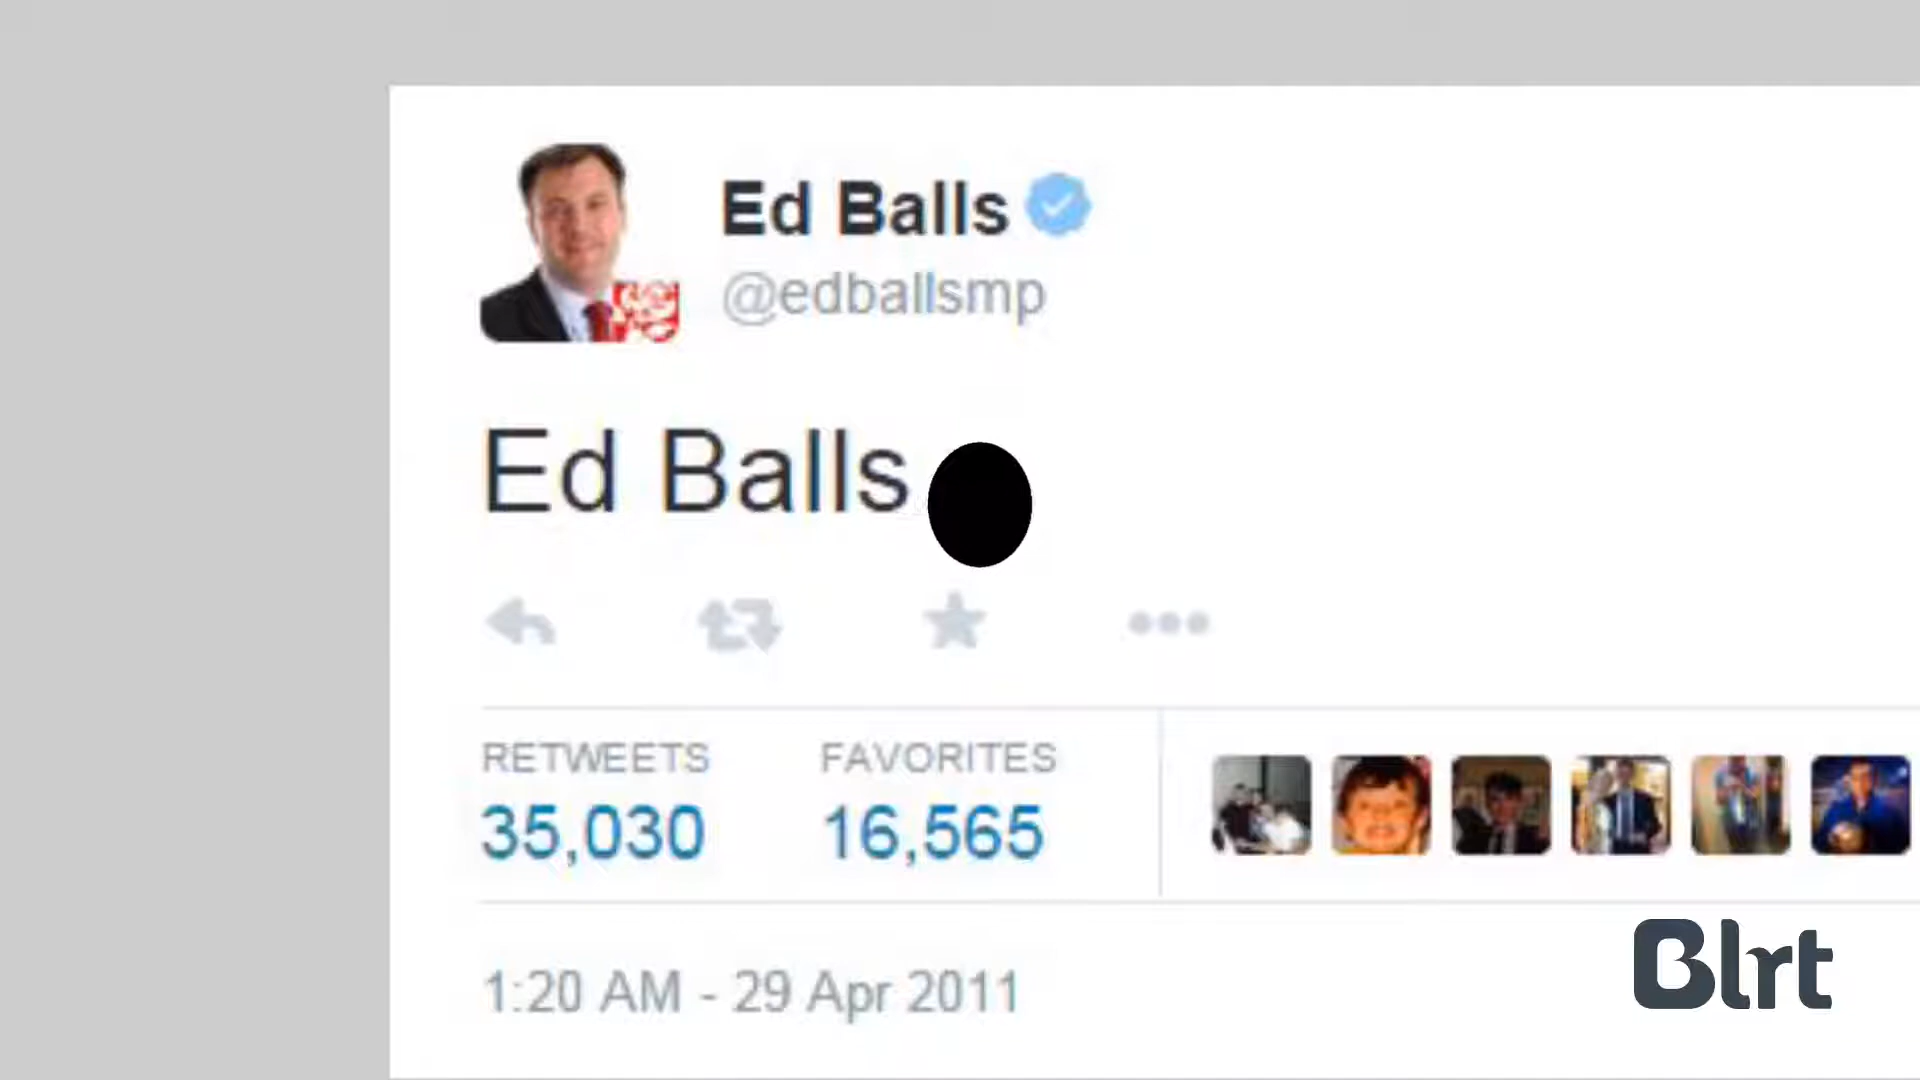 Ed Balls
@edballsmp
Ed Balls
RETWEETS FAVORITES
35,030 16,565
1:20 AM - 29 Apr 2011
Blrt